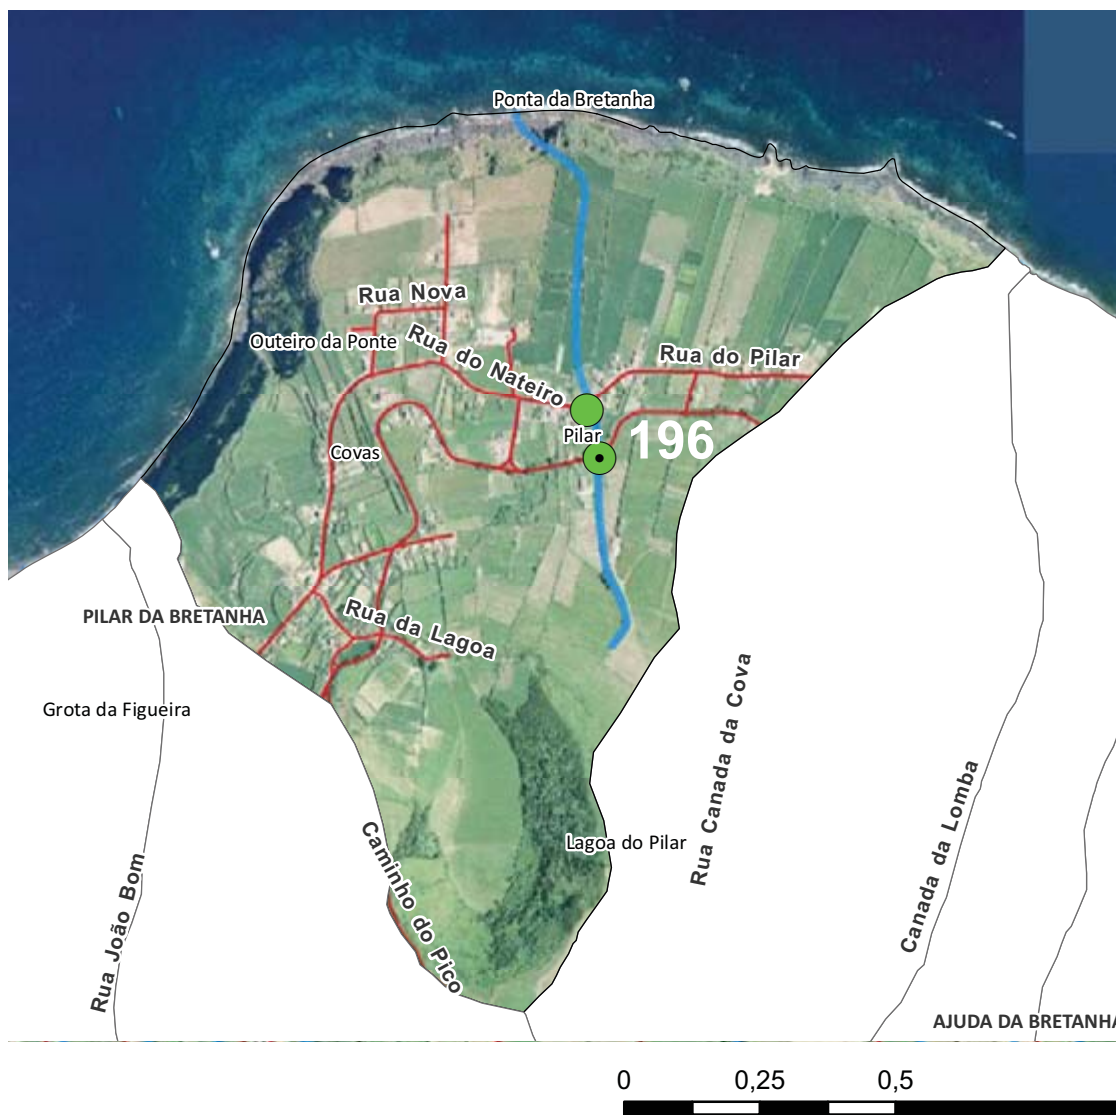 Ponta da Bretanha
Rua Nova
Outeiro da Ponte
Rua do Nateiro
Rua do Pilar
Pilar
196
Covas
PILAR DA BRETANHA
Rua da Lagoa
Grota da Figueira
Rua Canada da Cova
Canada da Lomba
Lagoa do Pilar
Caminho do Pico
Rua João Bom
AJUDA DA BRETANHA
0 0,25 0,5